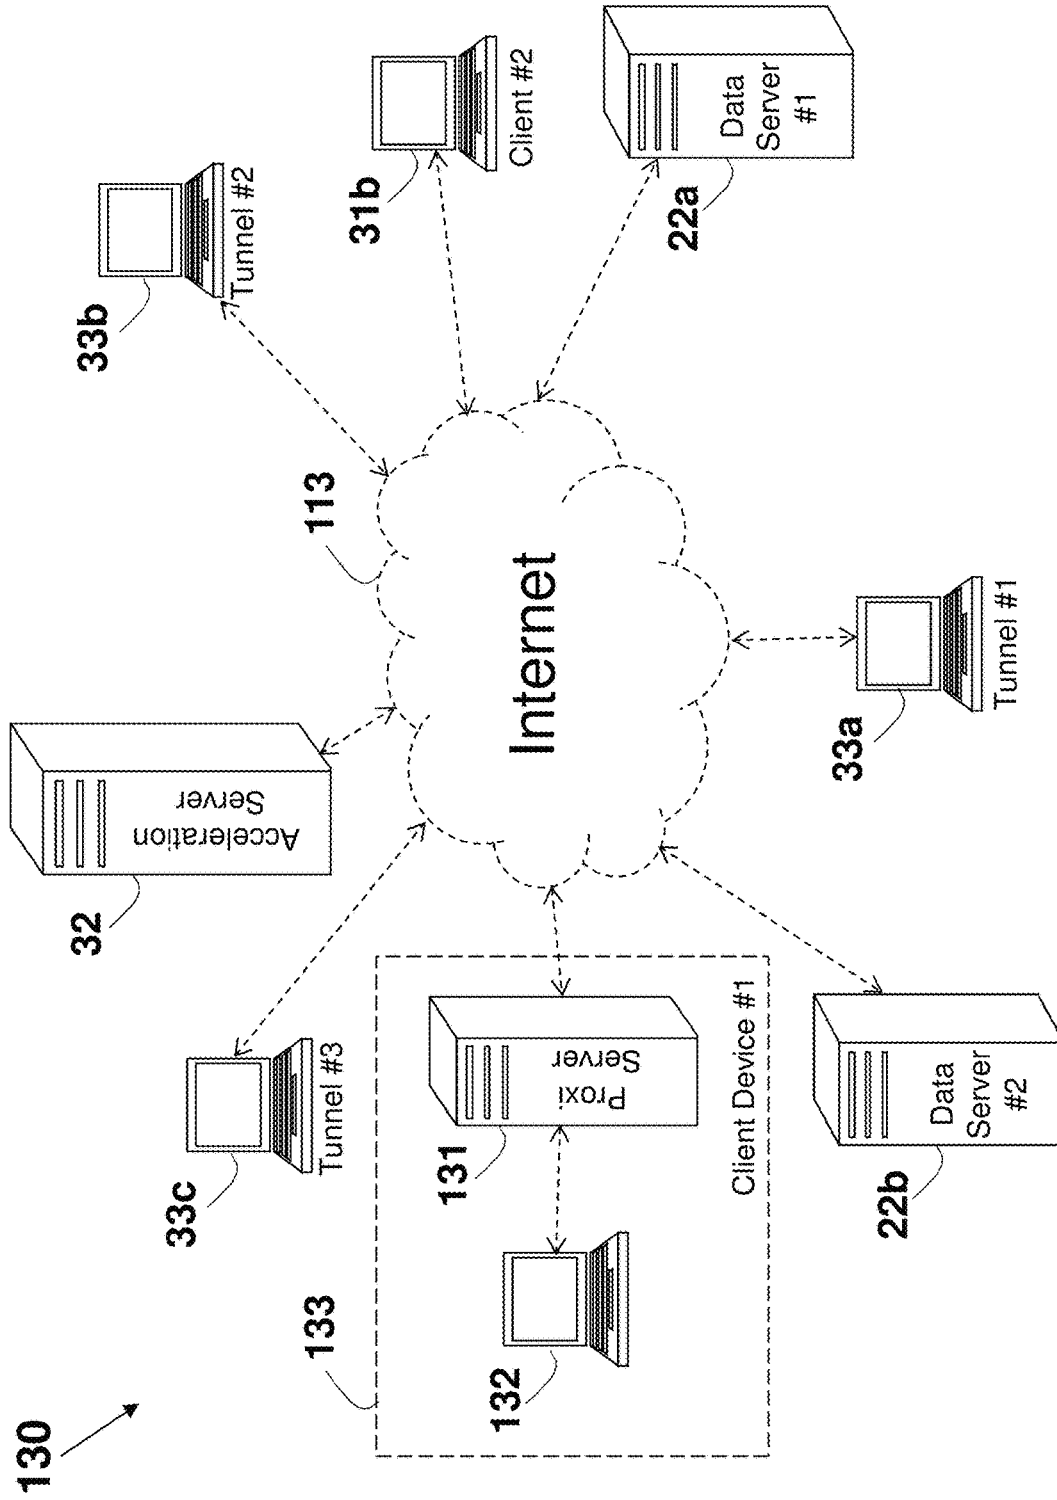 130
133
132
131
Proxi
Server
Client Device #1
33c
Tunnel #3
32
Acceleration
Server
113
Internet
33b
Tunnel #2
31b
Client #2
22a
Data
Server
#1
33a
Tunnel #1
22b
Data
Server
#2